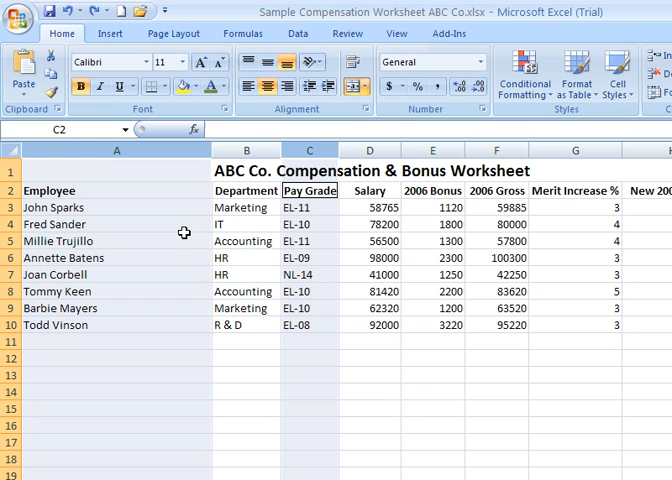 Sample Compensation Worksheet ABC Co.xlsx - Microsoft Excel (Trial)
Home Insert Page Layout Formulas Data Review View Add-Ins
Calibri 11 A A General
Paste B I U A $ % , .0 .00 .00 .0 Conditional Formatting Format as Table Cell Styles
Clipboard Font Alignment Number Styles
C2 fx
A B C D E F G
1 ABC Co. Compensation & Bonus Worksheet
2 Employee Department Pay Grade Salary 2006 Bonus 2006 Gross Merit Increase % New 200
3 John Sparks Marketing EL-11 58765 1120 59885 3
4 Fred Sander IT EL-10 78200 1800 80000 4
5 Millie Trujillo Accounting EL-11 56500 1300 57800 4
6 Annette Batens HR EL-09 98000 2300 100300 3
7 Joan Corbell HR NL-14 41000 1250 42250 3
8 Tommy Keen Accounting EL-10 81420 2200 83620 5
9 Barbie Mayers Marketing EL-10 62320 1200 63520 3
10 Todd Vinson R & D EL-08 92000 3220 95220 3
11
12
13
14
15
16
17
18
19